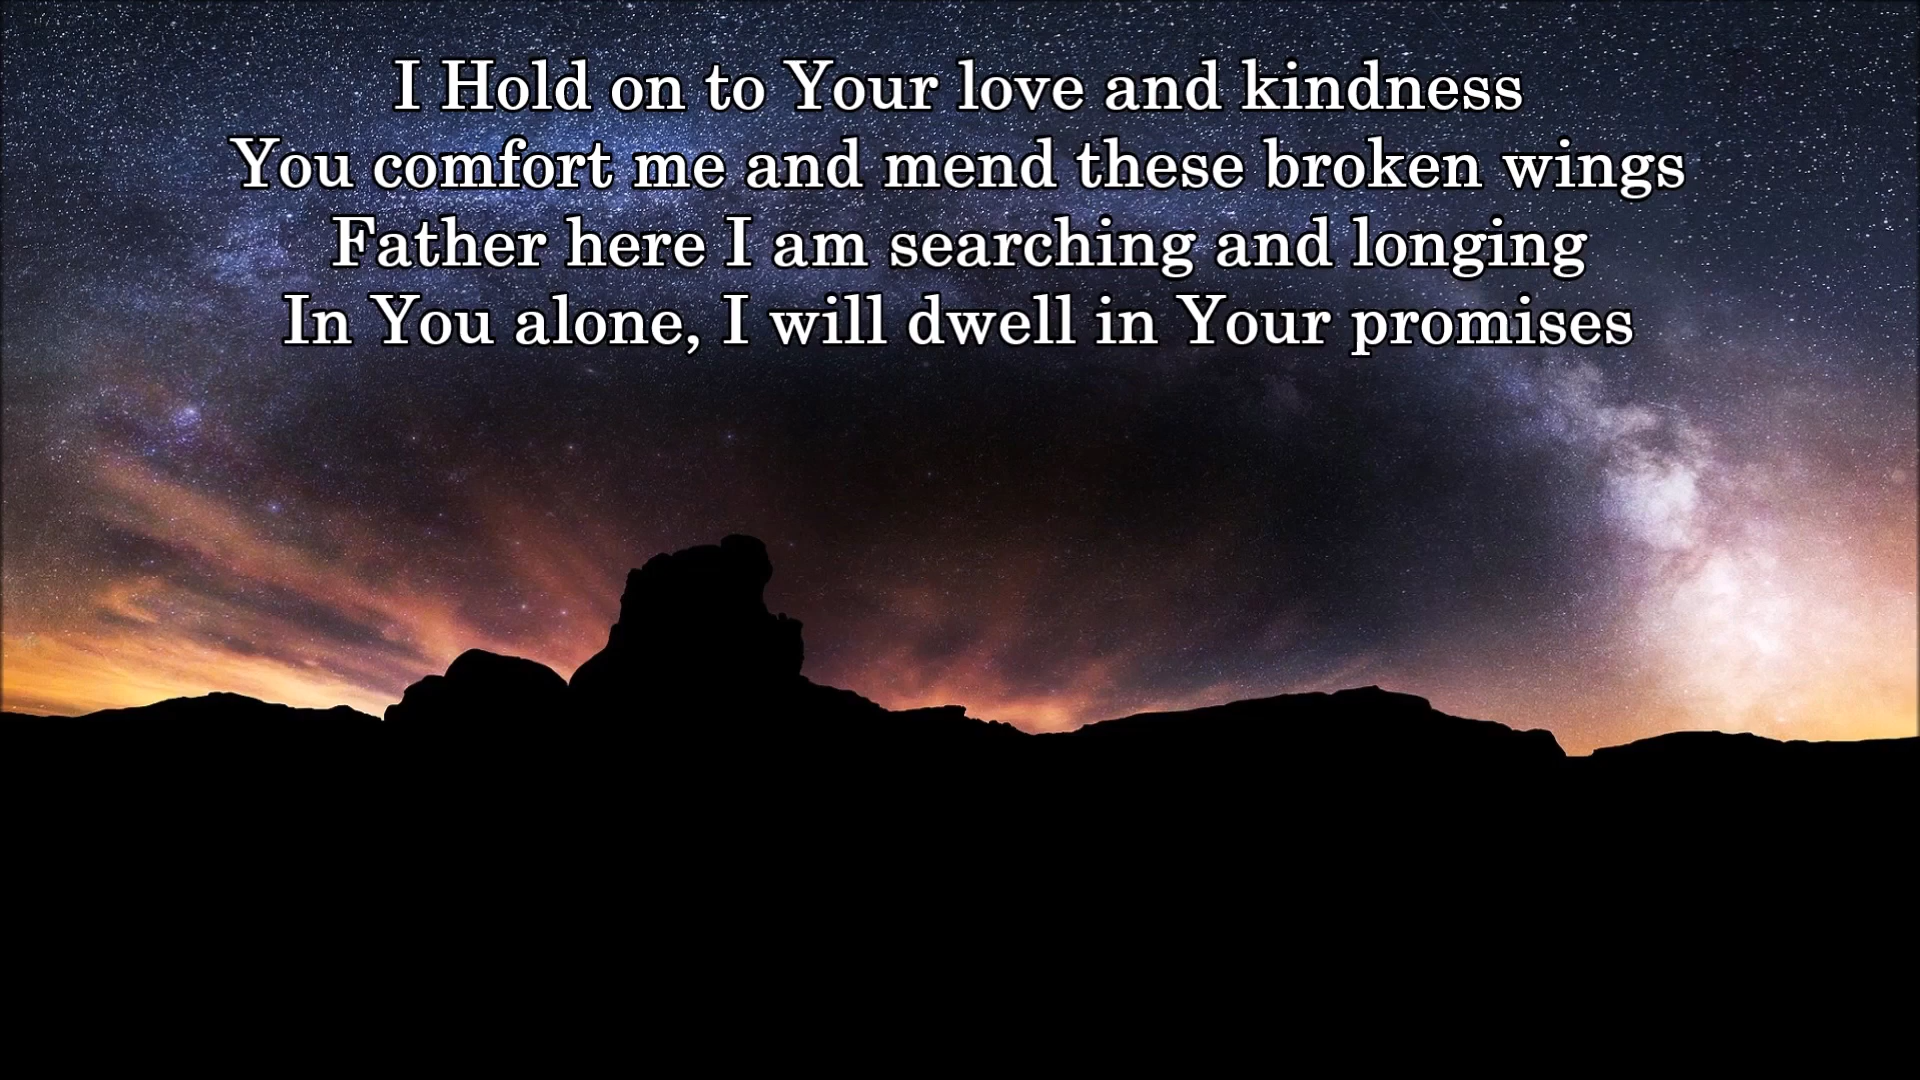 I Hold on to Your love and kindness
You comfort me and mend these broken wings
Father here I am searching and longing
In You alone, I will dwell in Your promises